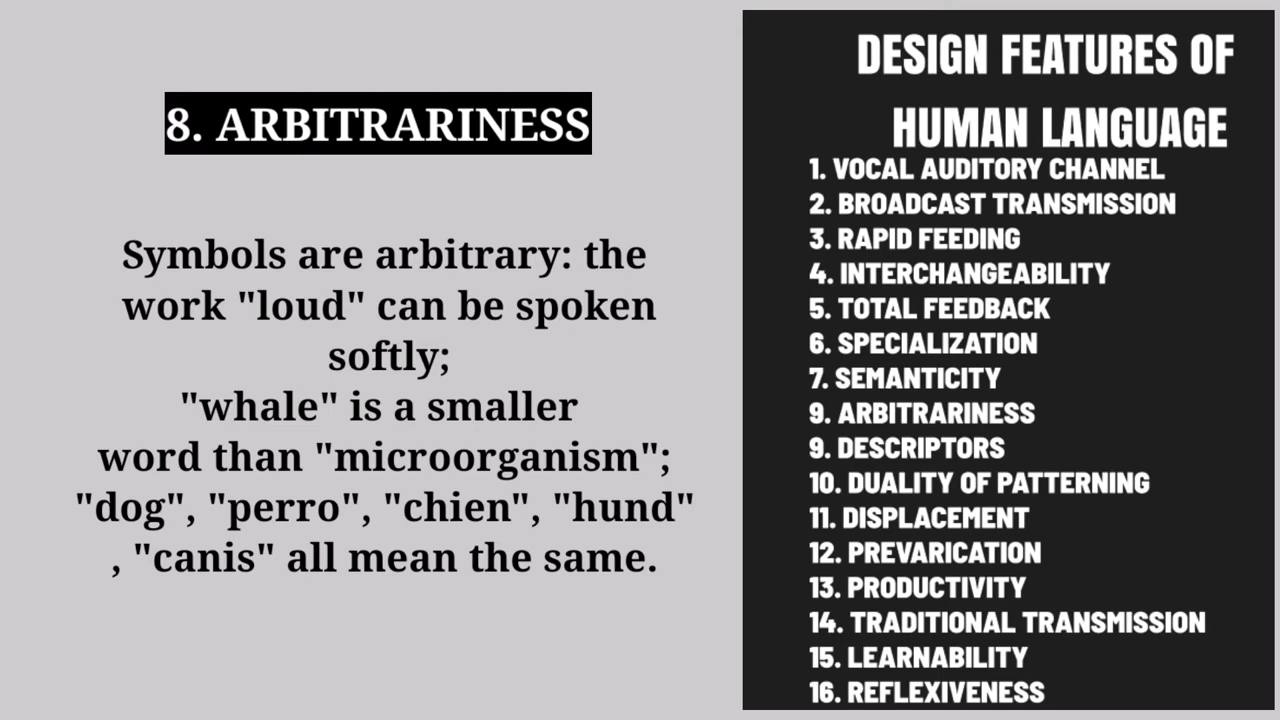 8. ARBITRARINESS
Symbols are arbitrary: the
work "loud" can be spoken
softly;
"whale" is a smaller
word than "microorganism";
"dog", "perro", "chien", "hund"
, "canis" all mean the same.
DESIGN FEATURES OF
HUMAN LANGUAGE
1. VOCAL AUDITORY CHANNEL
2. BROADCAST TRANSMISSION
3. RAPID FEEDING
4. INTERCHANGEABILITY
5. TOTAL FEEDBACK
6. SPECIALIZATION
7. SEMANTICITY
9. ARBITRARINESS
9. DESCRIPTORS
10. DUALITY OF PATTERNING
11. DISPLACEMENT
12. PREVARICATION
13. PRODUCTIVITY
14. TRADITIONAL TRANSMISSION
15. LEARNABILITY
16. REFLEXIVENESS